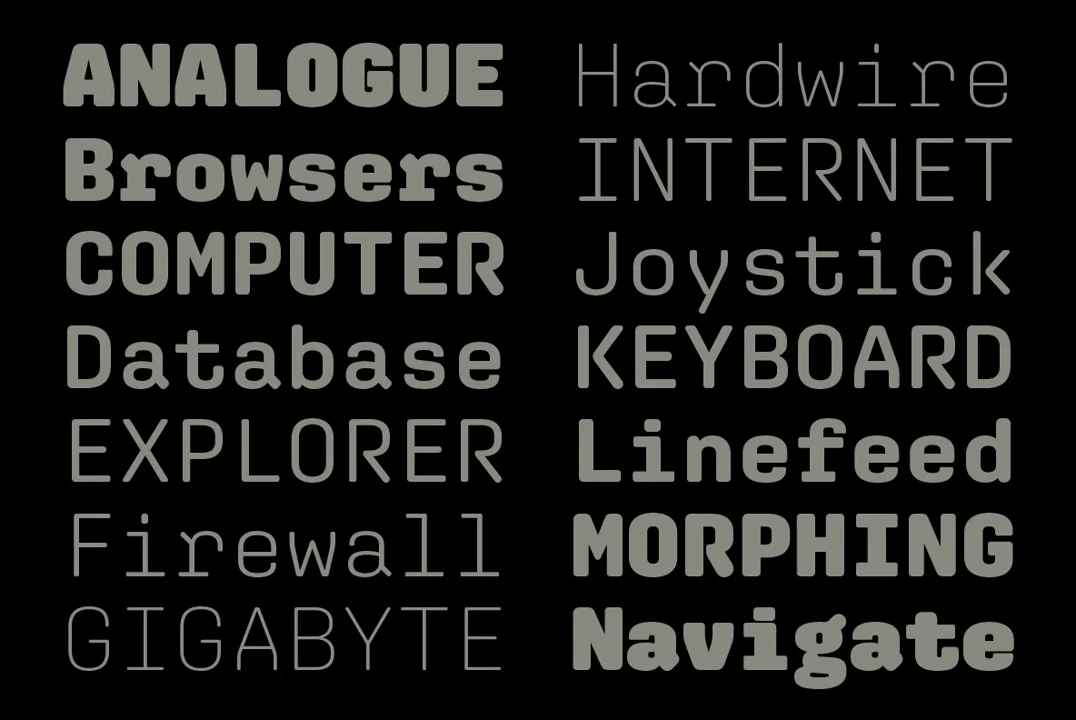 ANALOGUE
Browsers
COMPUTER
Database
EXPLORER
Firewall
GIGABYTE
Hardwire
INTERNET
Joystick
KEYBOARD
Linefeed
MORPHING
Navigate